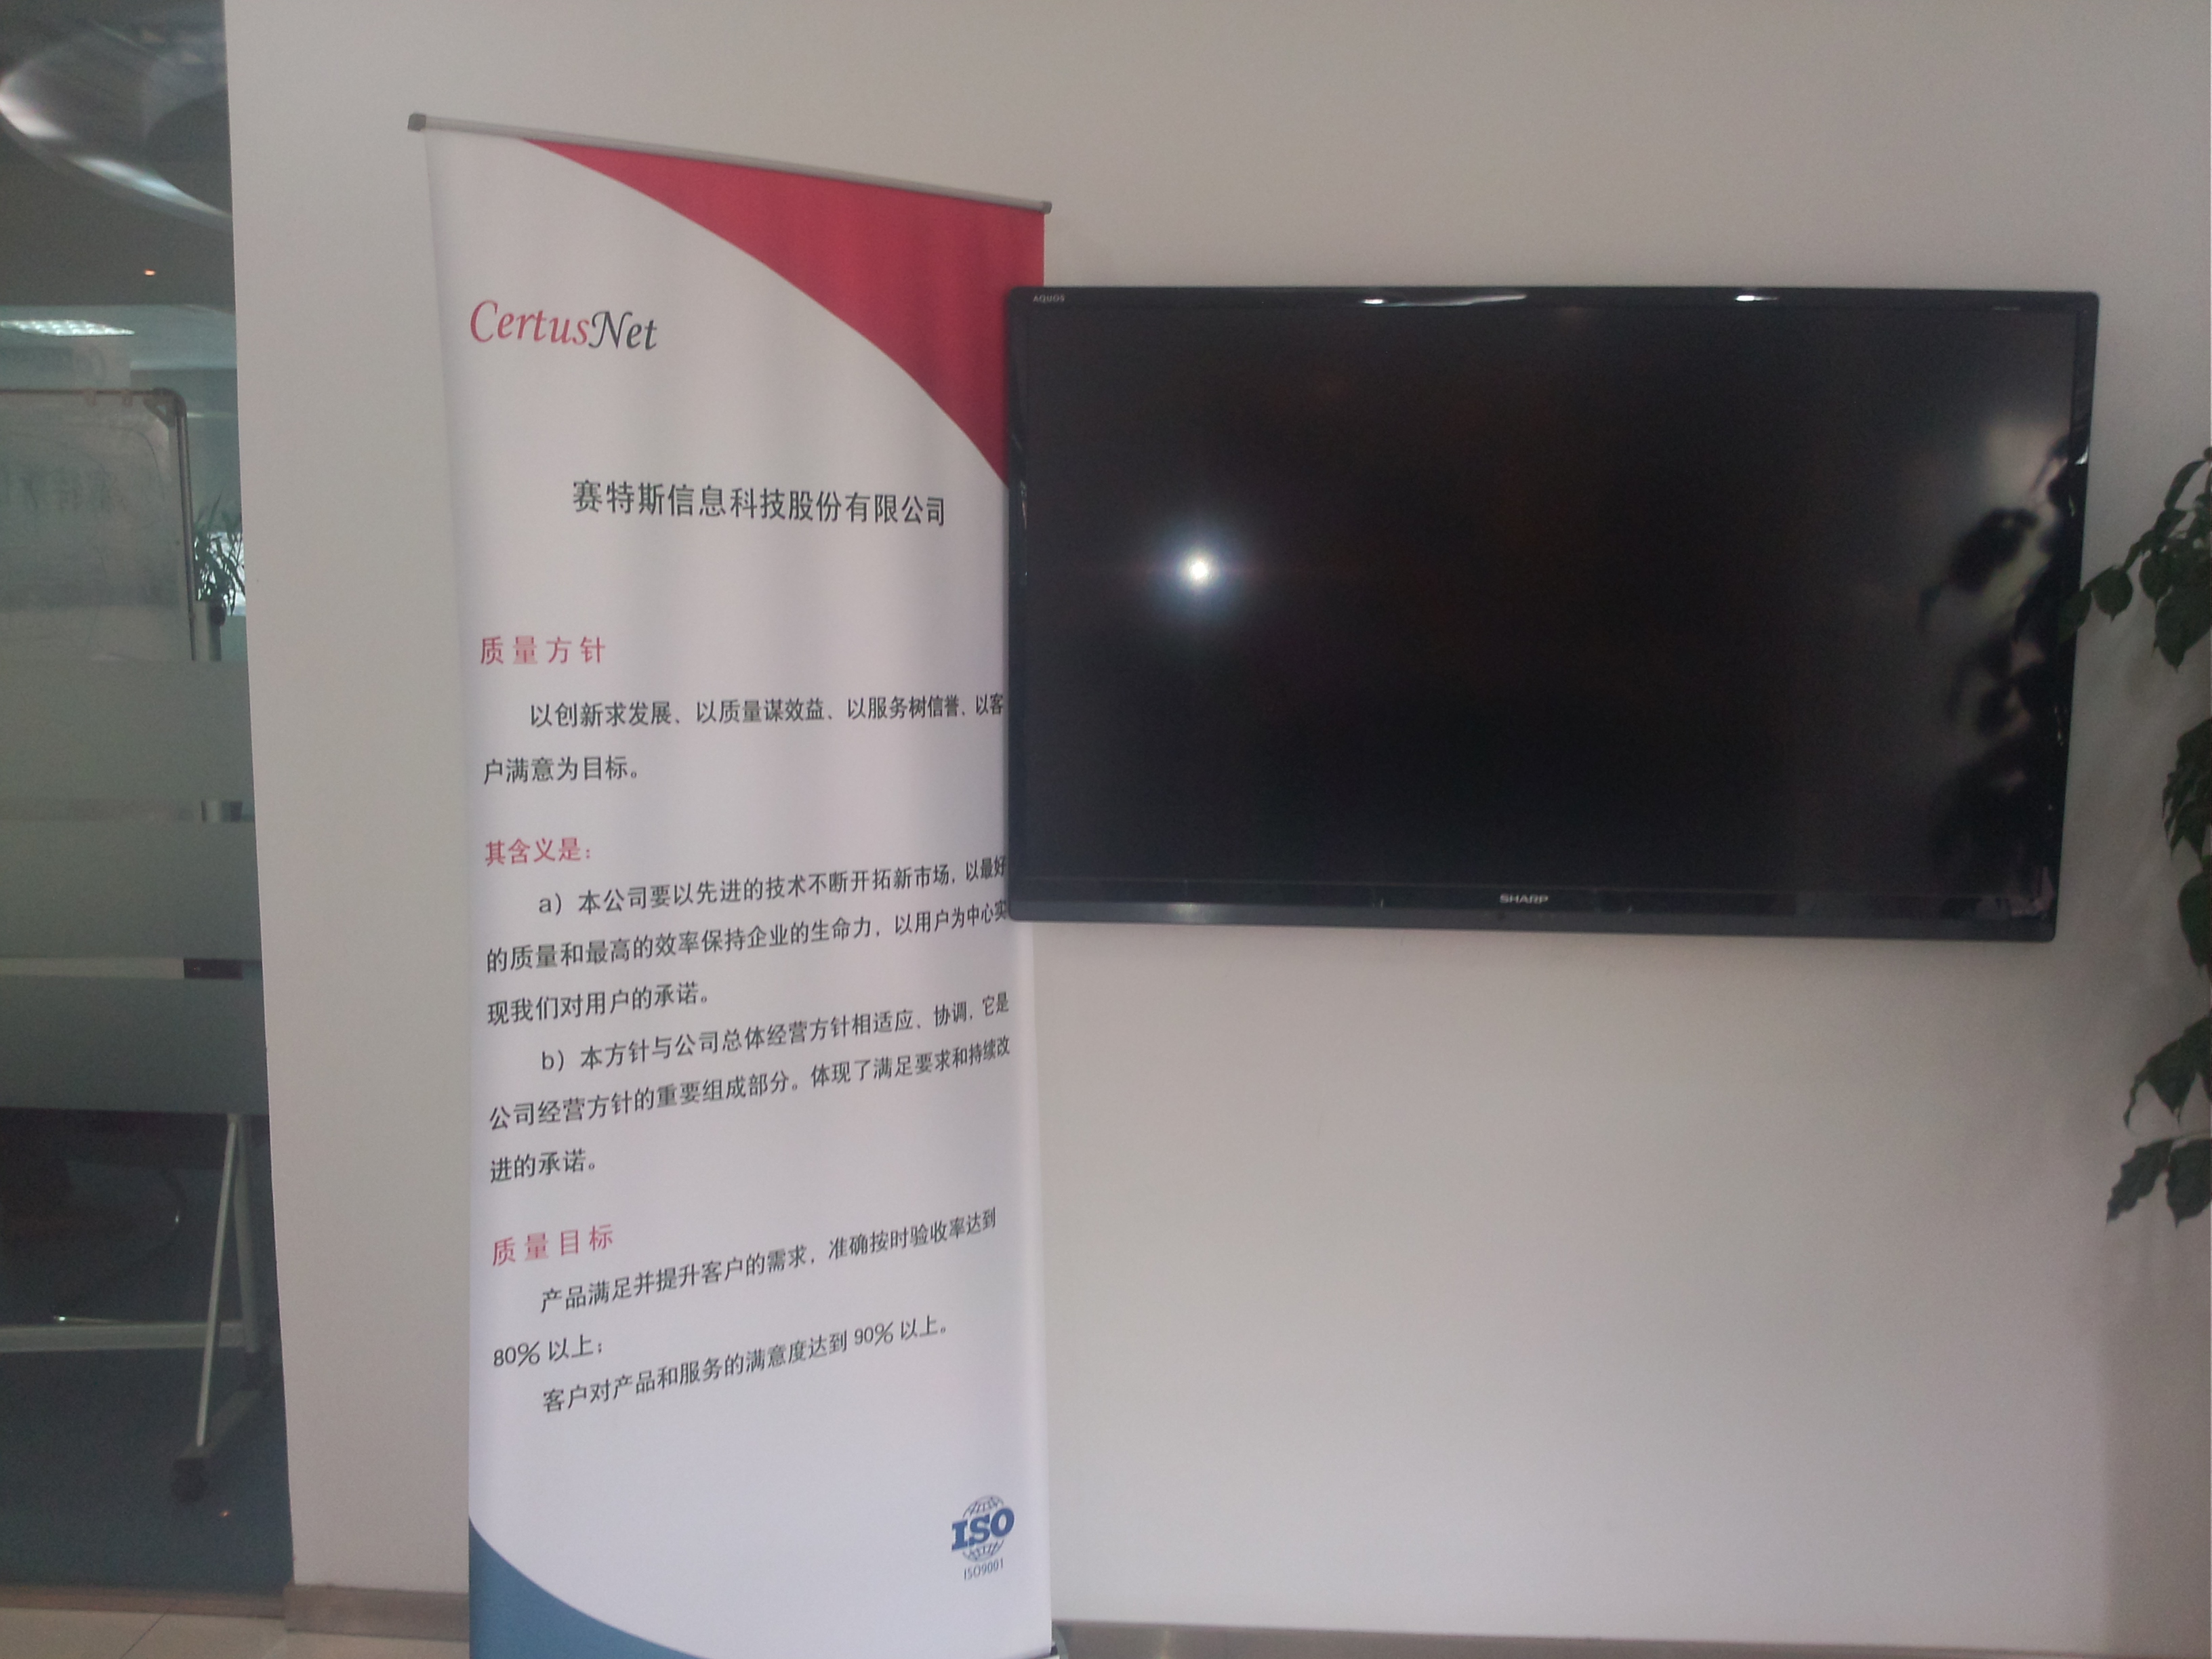 CertusNet
赛特斯信息科技股份有限公司
质量方针
以创新求发展、以质量谋效益、以服务树信誉、以客
户满意为目标。
其含义是：
a）本公司要以先进的技术不断开拓新市场，以最好
的质量和最高的效率保持企业的生命力，以用户为中心实
现我们对用户的承诺。
b）本方针与公司总体经营方针相适应、协调，它是
公司经营方针的重要组成部分。体现了满足要求和持续改
进的承诺。
质量目标
产品满足并提升客户的需求，准确按时验收率达到
80%以上；
客户对产品和服务的满意度达到90%以上。
ISO
ISO9001
AQUOS
SHARP